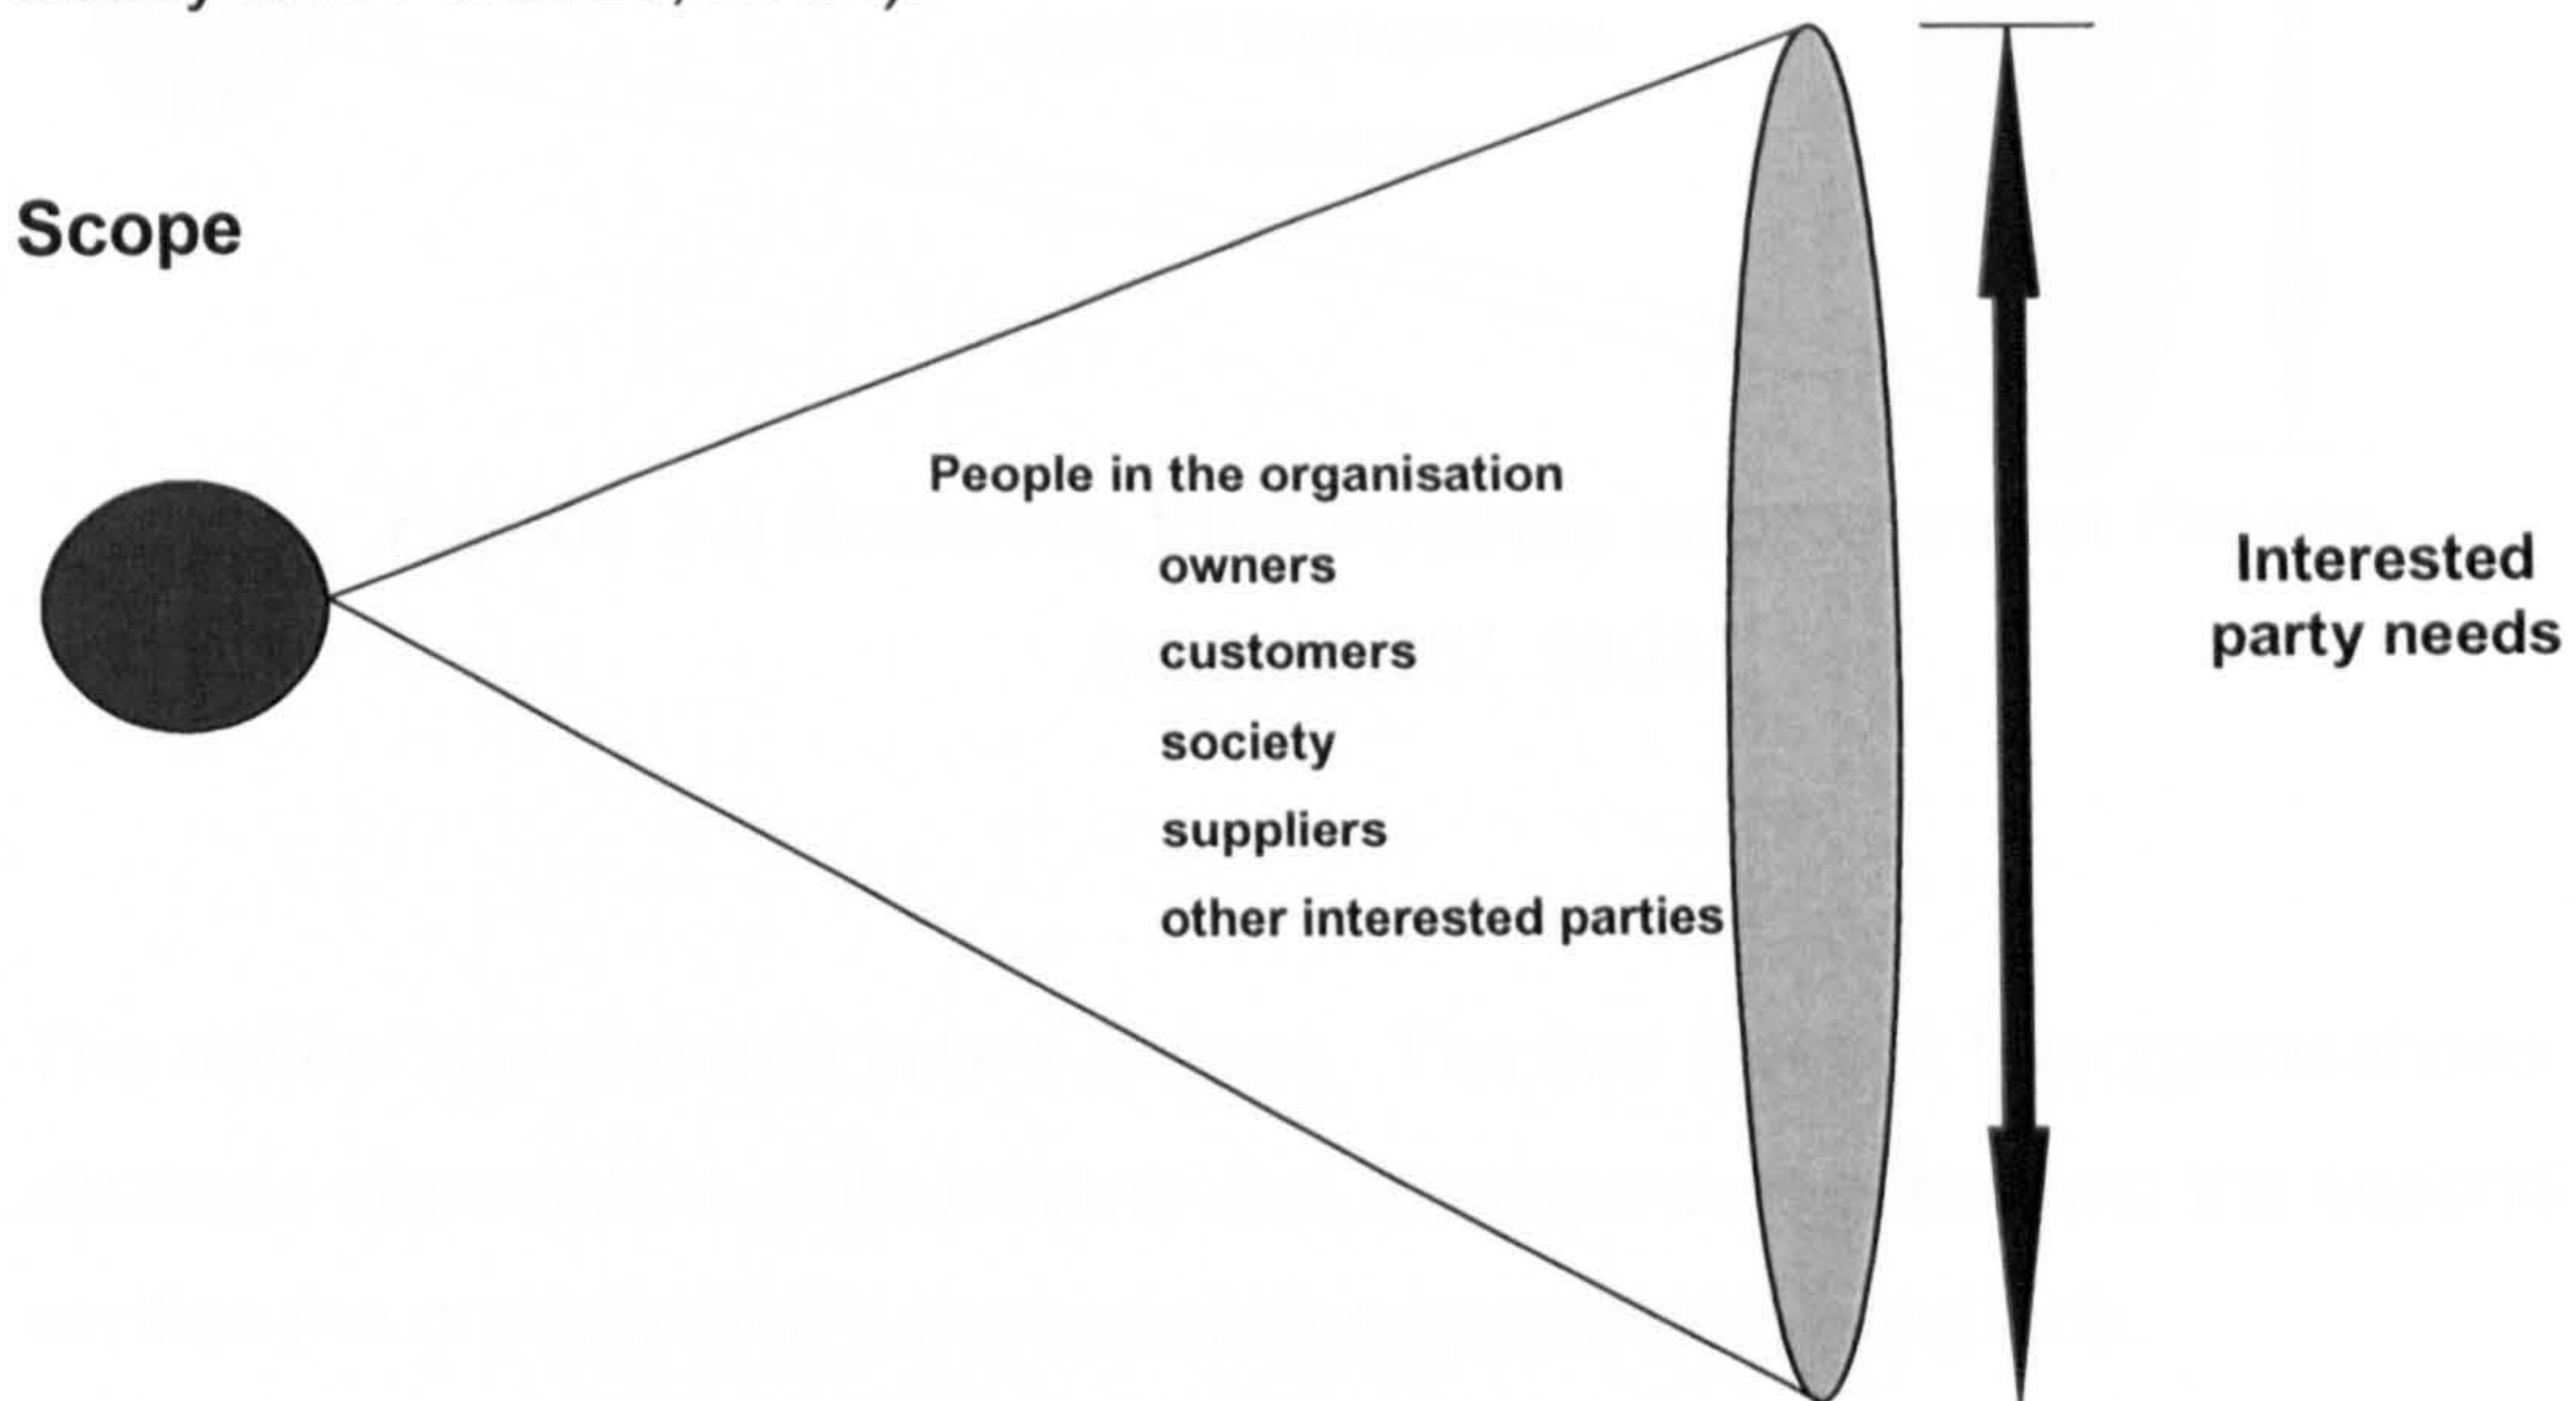 Scope
People in the organisation
owners
customers
society
suppliers
other interested parties
Interested
party needs